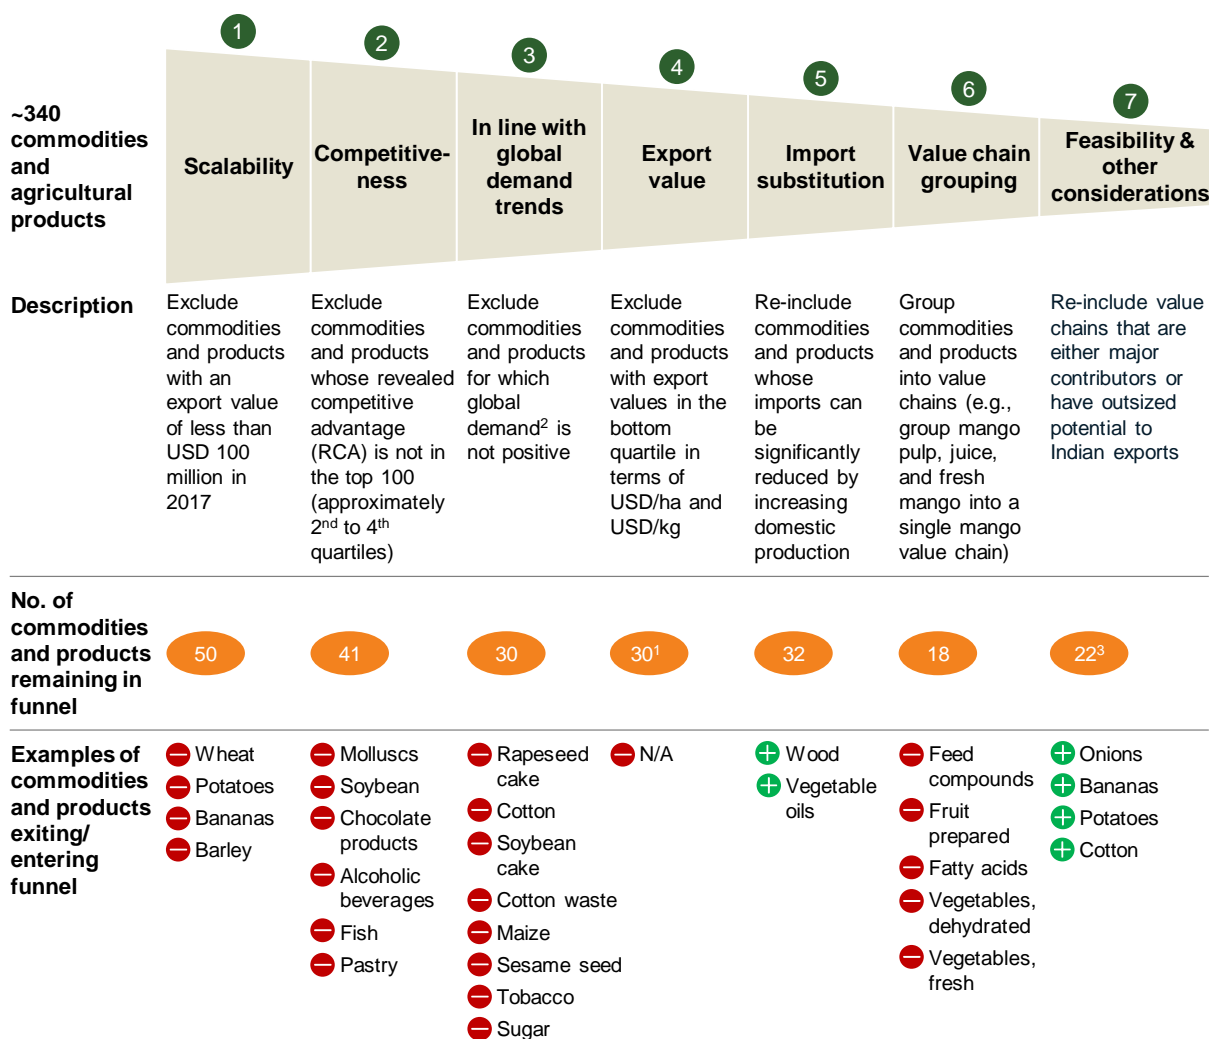 1
2
3
4
5
6
7
~340
commodities
and
agricultural
products
Scalability
Competitive-
ness
In line with
global
demand
trends
Export
value
Import
substitution
Value chain
grouping
Feasibility &
other
considerations
Description
Exclude
commodities
and products
with an
export value
of less than
USD 100
million in
2017
Exclude
commodities
and products
whose revealed
competitive
advantage
(RCA) is not in
the top 100
(approximately
2nd to 4th
quartiles)
Exclude
commodities
and products
for which
global
demand2 is
not positive
Exclude
commodities
and products
with export
values in the
bottom
quartile in
terms of
USD/ha and
USD/kg
Re-include
commodities
and products
whose
imports can
be
significantly
reduced by
increasing
domestic
production
Group
commodities
and products
into value
chains (e.g.,
group mango
pulp, juice,
and fresh
mango into a
single mango
value chain)
Re-include value
chains that are
either major
contributors or
have outsized
potential to
Indian exports
No. of
commodities
and products
remaining in
funnel
50
41
30
30¹
32
18
22³
Examples of
commodities
and products
exiting/
entering
funnel
Wheat
Potatoes
Bananas
Barley
Molluscs
Soybean
Chocolate
products
Alcoholic
beverages
Fish
Pastry
Rapeseed
cake
Cotton
Soybean
cake
Cotton waste
Maize
Sesame seed
Tobacco
Sugar
N/A
Wood
Vegetable
oils
Feed
compounds
Fruit
prepared
Fatty acids
Vegetables,
dehydrated
Vegetables,
fresh
Onions
Bananas
Potatoes
Cotton